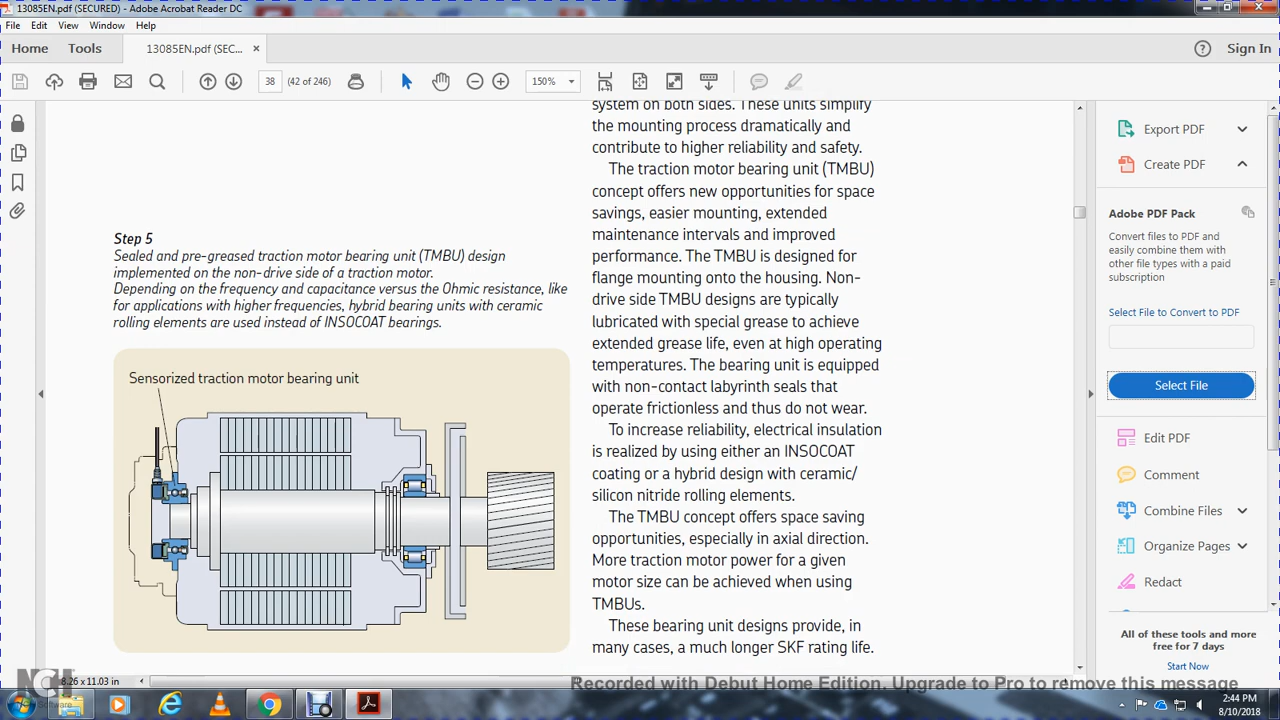 13085EN.pdf (SECURED) - Adobe Acrobat Reader DC
File Edit View Window Help
Home Tools 13085EN.pdf (SEC... × Sign In
38 (42 of 246) 150%
system on both sides. These units simplify
the mounting process dramatically and
contribute to higher reliability and safety.
The traction motor bearing unit (TMBU)
concept offers new opportunities for space
savings, easier mounting, extended
maintenance intervals and improved
performance. The TMBU is designed for
flange mounting onto the housing. Non-
drive side TMBU designs are typically
lubricated with special grease to achieve
extended grease life, even at high operating
temperatures. The bearing unit is equipped
with non-contact labyrinth seals that
operate frictionless and thus do not wear.
To increase reliability, electrical insulation
is realized by using either an INSOCOAT
coating or a hybrid design with ceramic/
silicon nitride rolling elements.
The TMBU concept offers space saving
opportunities, especially in axial direction.
More traction motor power for a given
motor size can be achieved when using
TMBUs.
These bearing unit designs provide, in
many cases, a much longer SKF rating life.
Step 5
Sealed and pre-greased traction motor bearing unit (TMBU) design
implemented on the non-drive side of a traction motor.
Depending on the frequency and capacitance versus the Ohmic resistance, like
for applications with higher frequencies, hybrid bearing units with ceramic
rolling elements are used instead of INSOCOAT bearings.
Sensorized traction motor bearing unit
Export PDF
Create PDF
Adobe PDF Pack
Convert files to PDF and
easily combine them with
other file types with a paid
subscription
Select File to Convert to PDF
Select File
Edit PDF
Comment
Combine Files
Organize Pages
Redact
All of these tools and more
free for 7 days
Start Now
8.26 x 11.03 in
NCH
Software
Recorded with Debut Home Edition. Upgrade to Pro to remove this message
2:44 PM
8/10/2018